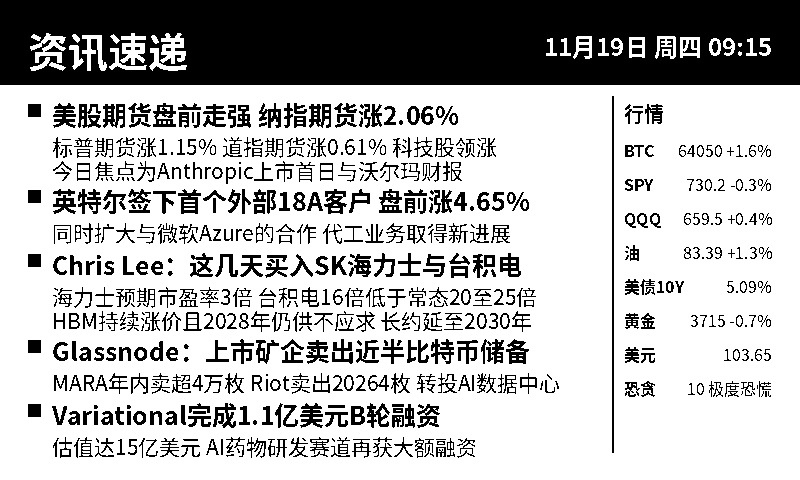 资讯速递
11月19日 周四 09:15
美股期货盘前走强 纳指期货涨2.06%
标普期货涨1.15% 道指期货涨0.61% 科技股领涨
今日焦点为Anthropic上市首日与沃尔玛财报
英特尔签下首个外部18A客户 盘前涨4.65%
同时扩大与微软Azure的合作 代工业务取得新进展
Chris Lee：这几天买入SK海力士与台积电
海力士预期市盈率3倍 台积电16倍低于常态20至25倍
HBM持续涨价且2028年仍供不应求 长约延至2030年
Glassnode：上市矿企卖出近半比特币储备
MARA年内卖超4万枚 Riot卖出20264枚 转投AI数据中心
Variational完成1.1亿美元B轮融资
估值达15亿美元 AI药物研发赛道再获大额融资
行情
BTC 64050 +1.6%
SPY 730.2 -0.3%
QQQ 659.5 +0.4%
油 83.39 +1.3%
美债10Y 5.09%
黄金 3715 -0.7%
美元 103.65
恐贪 10 极度恐慌